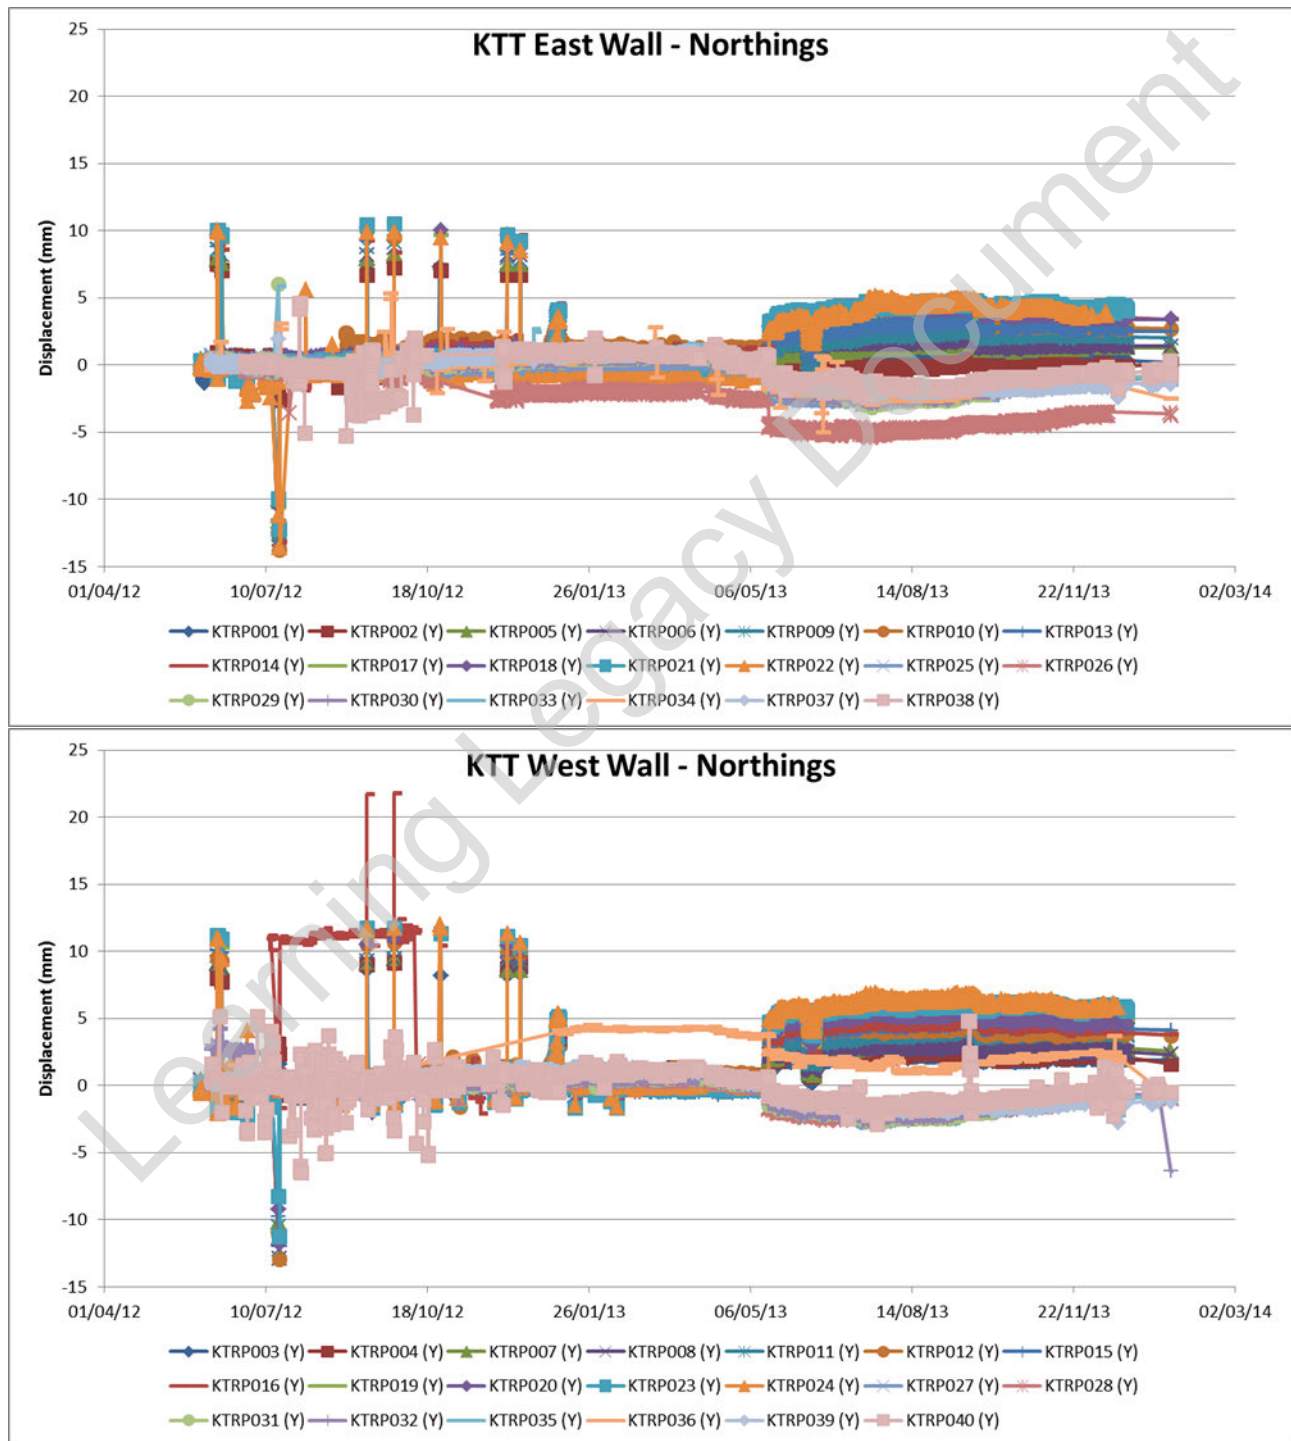 KTT East Wall - Northings
25
20
15
10
5
0
-5
-10
-15
Displacement (mm)
01/04/12 10/07/12 18/10/12 26/01/13 06/05/13 14/08/13 22/11/13 02/03/14
KTRP001 (Y) KTRP002 (Y) KTRP005 (Y) KTRP006 (Y) KTRP009 (Y) KTRP010 (Y) KTRP013 (Y)
KTRP014 (Y) KTRP017 (Y) KTRP018 (Y) KTRP021 (Y) KTRP022 (Y) KTRP025 (Y) KTRP026 (Y)
KTRP029 (Y) KTRP030 (Y) KTRP033 (Y) KTRP034 (Y) KTRP037 (Y) KTRP038 (Y)
KTT West Wall - Northings
25
20
15
10
5
0
-5
-10
-15
Displacement (mm)
01/04/12 10/07/12 18/10/12 26/01/13 06/05/13 14/08/13 22/11/13 02/03/14
KTRP003 (Y) KTRP004 (Y) KTRP007 (Y) KTRP008 (Y) KTRP011 (Y) KTRP012 (Y) KTRP015 (Y)
KTRP016 (Y) KTRP019 (Y) KTRP020 (Y) KTRP023 (Y) KTRP024 (Y) KTRP027 (Y) KTRP028 (Y)
KTRP031 (Y) KTRP032 (Y) KTRP035 (Y) KTRP036 (Y) KTRP039 (Y) KTRP040 (Y)
Learning Legacy Document